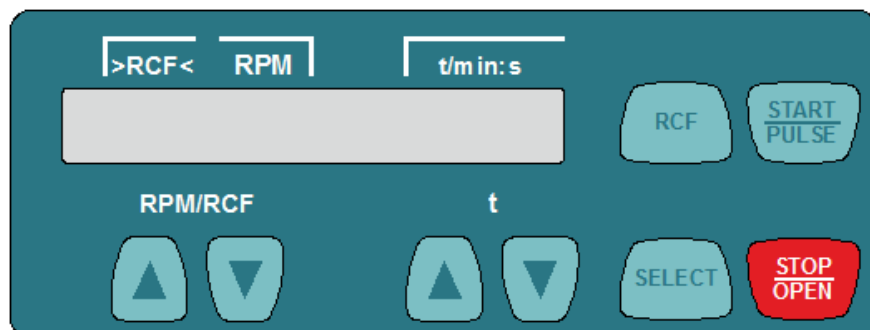 >RCF< RPM t/min:s
RCF
START
PULSE
RPM/RCF t
SELECT
STOP
OPEN